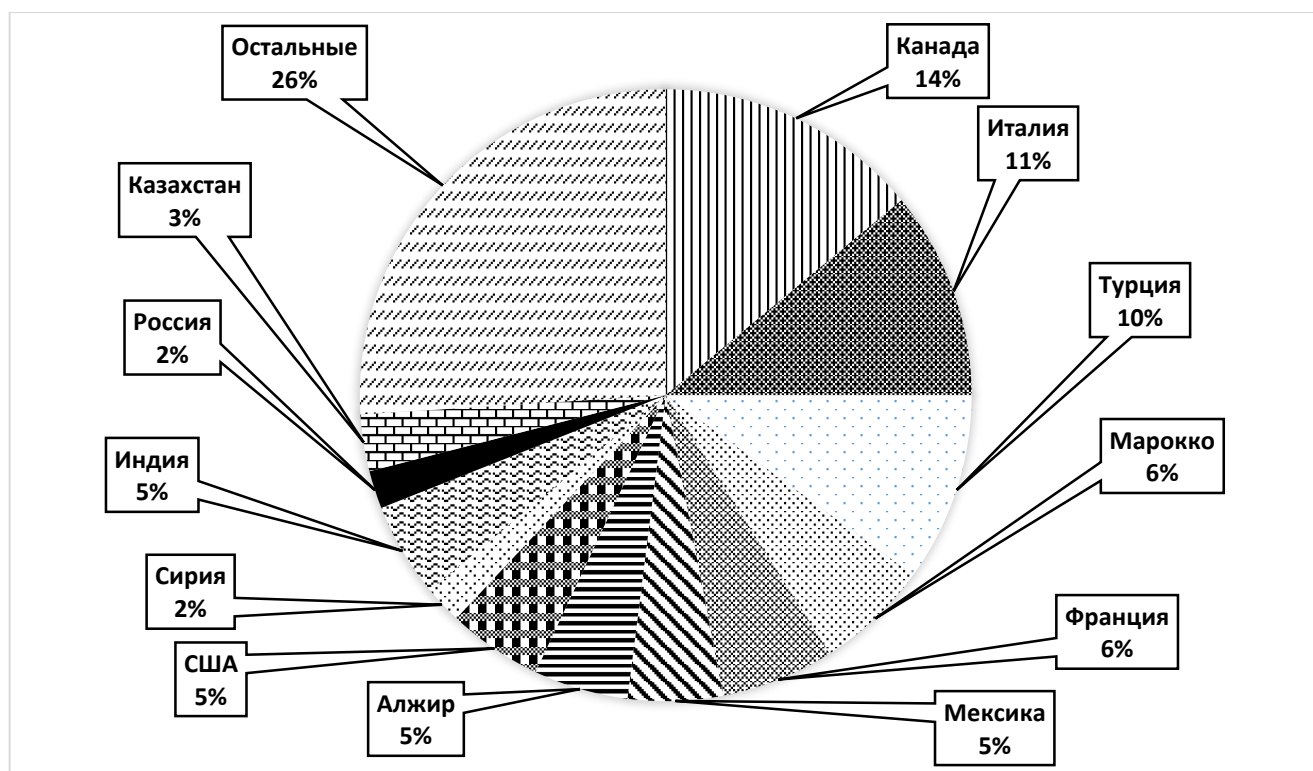 Остальные
26%
Канада
14%
Италия
11%
Казахстан
3%
Турция
10%
Россия
2%
Марокко
6%
Индия
5%
Сирия
2%
Франция
6%
США
5%
Алжир
5%
Мексика
5%